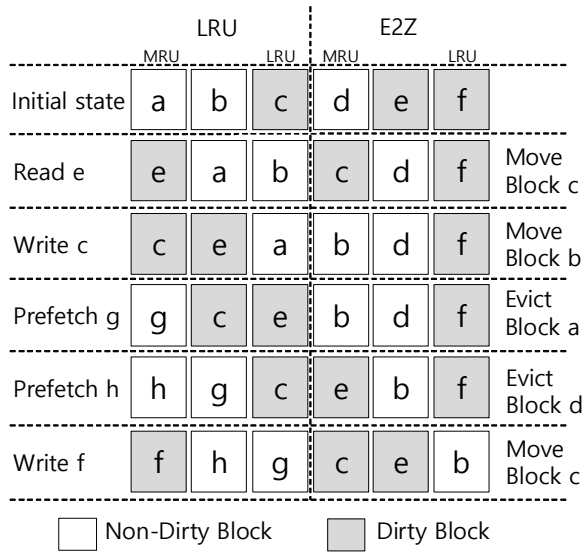 LRU E2Z
MRU LRU MRU LRU
Initial state a b c d e f
Read e e a b c d f Move
Block c
Write c c e a b d f Move
Block b
Prefetch g g c e b d f Evict
Block a
Prefetch h h g c e b f Evict
Block d
Write f f h g c e b Move
Block c
Non-Dirty Block Dirty Block